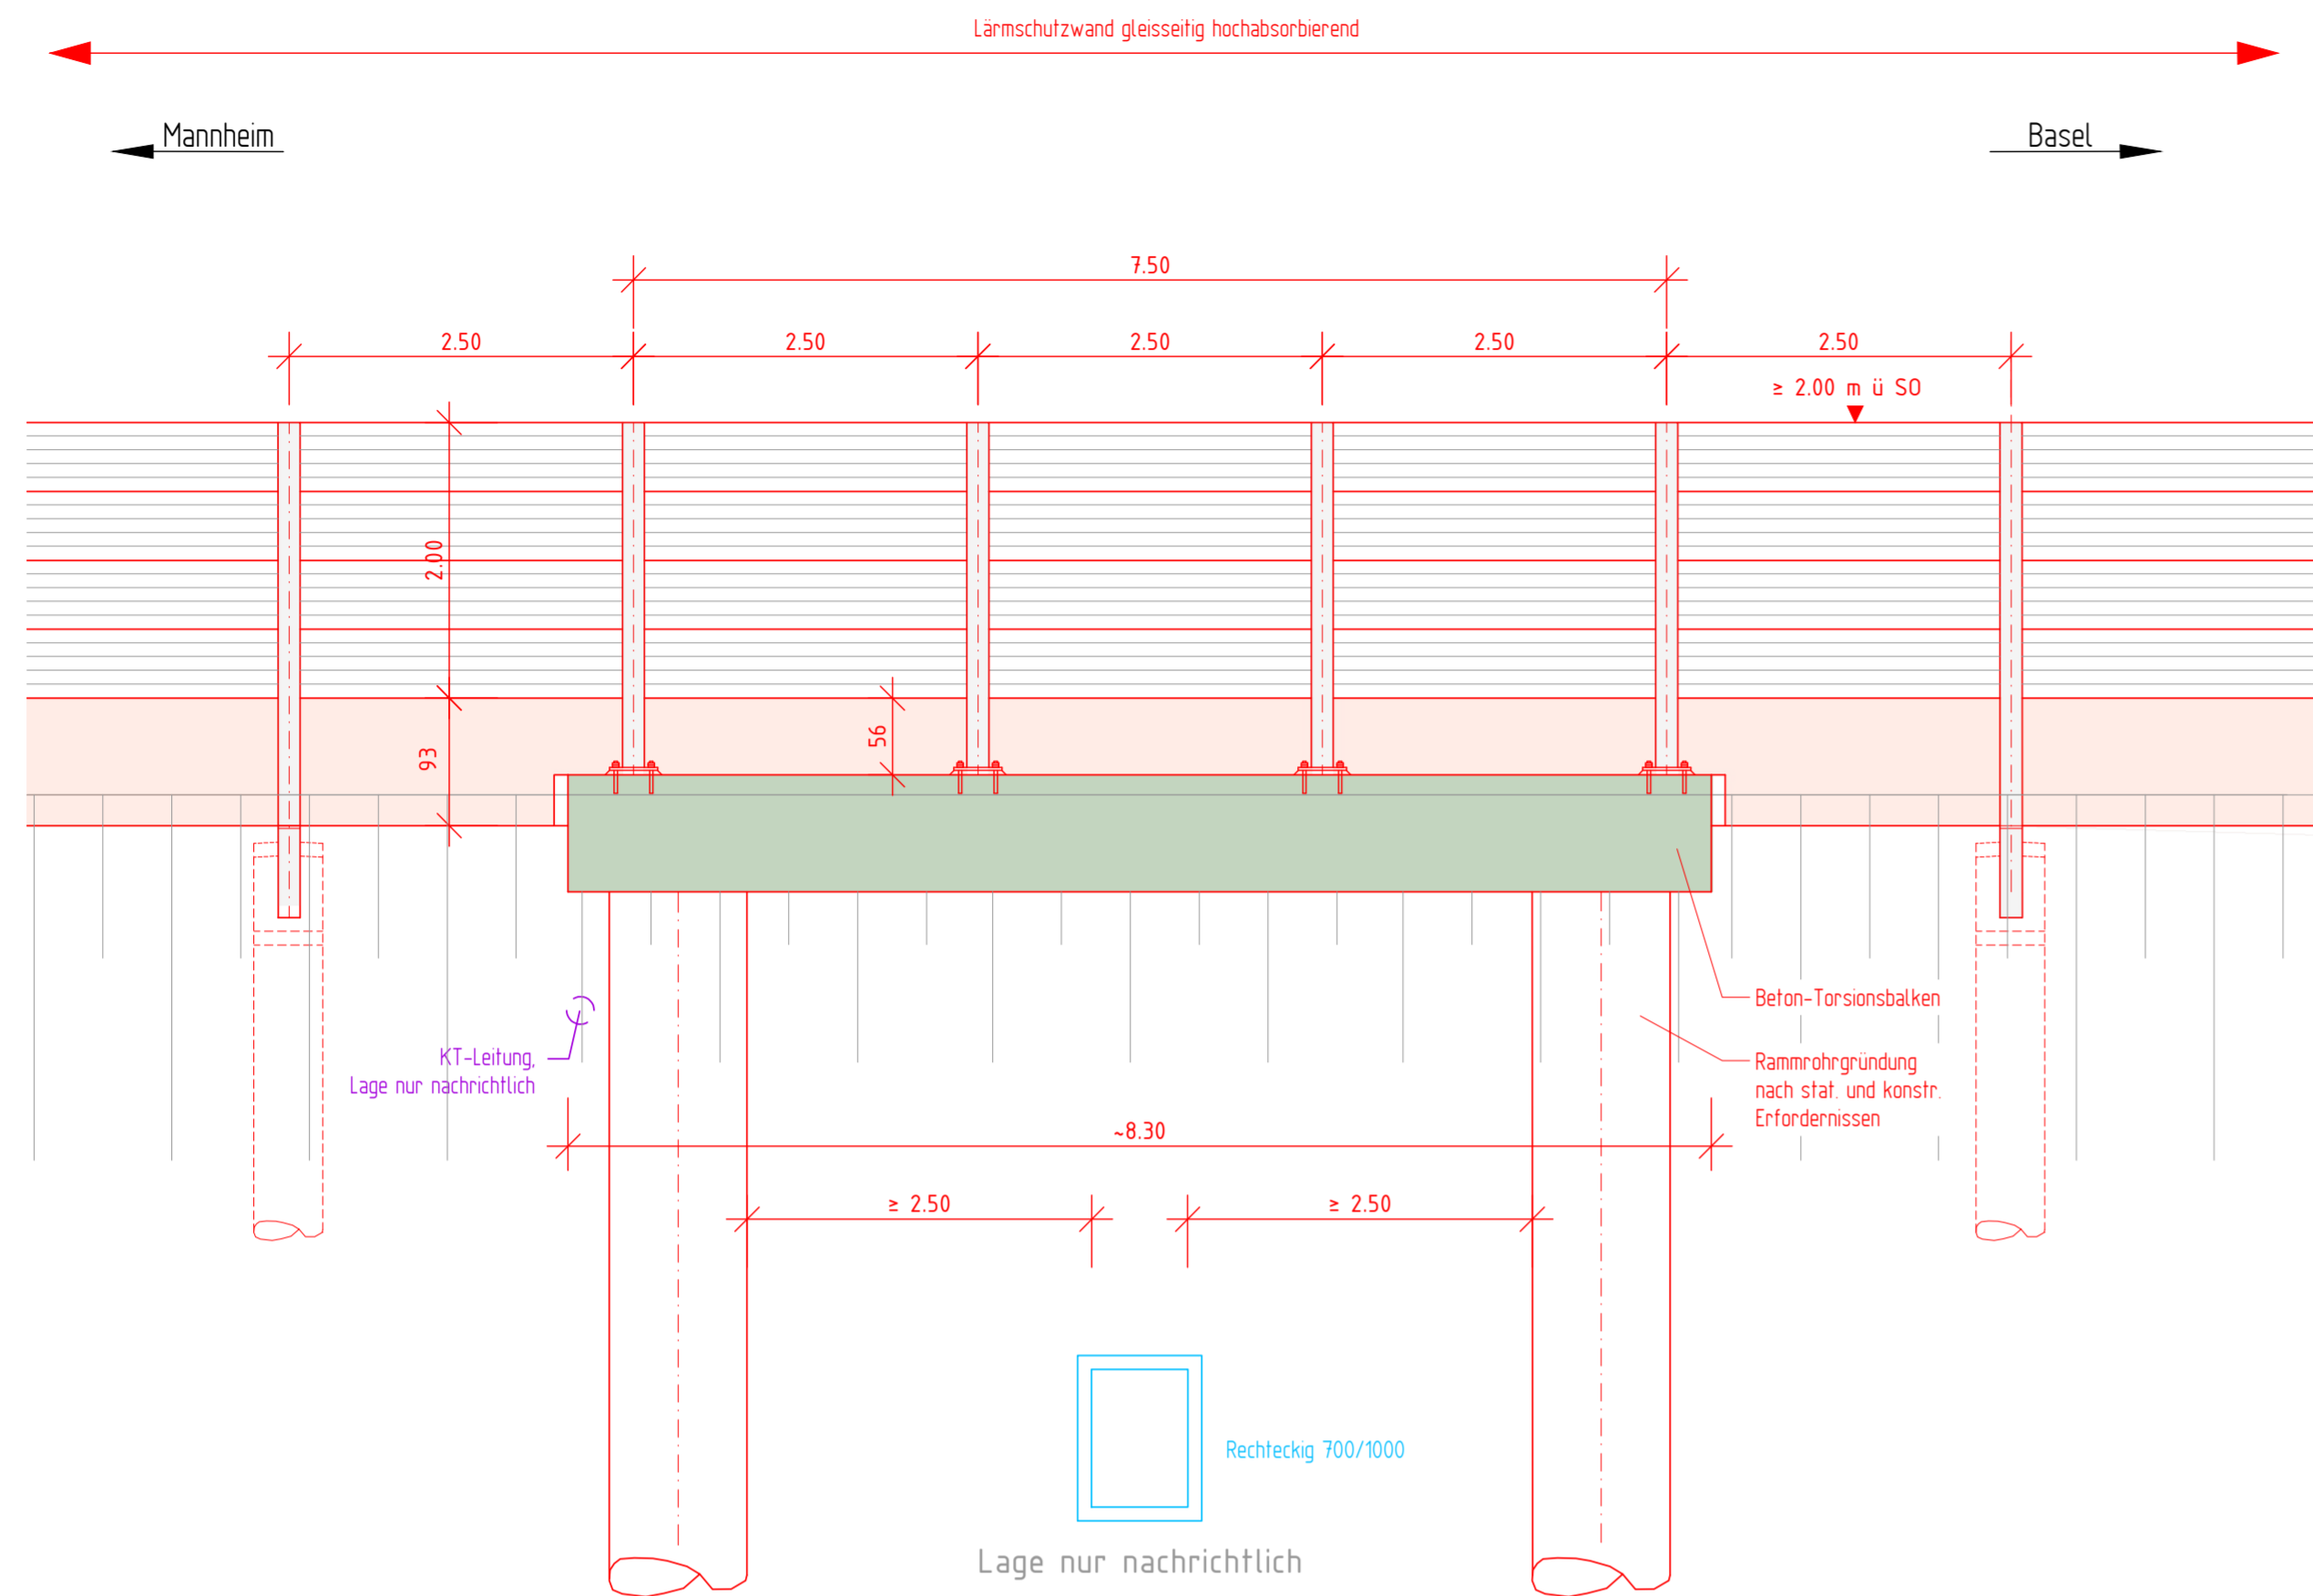 Lärmschutzwand gleisseitig hochabsorbierend
Mannheim
Basel
7.50
2.50
2.50
2.50
2.50
2.50
≥ 2.00 m ü SO
2.00
93
56
Beton-Torsionsbalken
KT-Leitung,
Lage nur nachrichtlich
Rammrohrgründung
nach stat. und konstr.
Erfordernissen
~8.30
≥ 2.50
≥ 2.50
Rechteckig 700/1000
Lage nur nachrichtlich